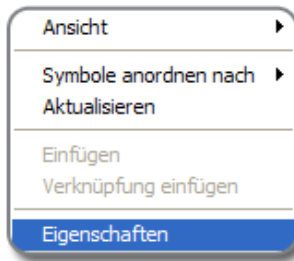 Ansicht
Symbole anordnen nach
Aktualisieren
Einfügen
Verknüpfung einfügen
Eigenschaften